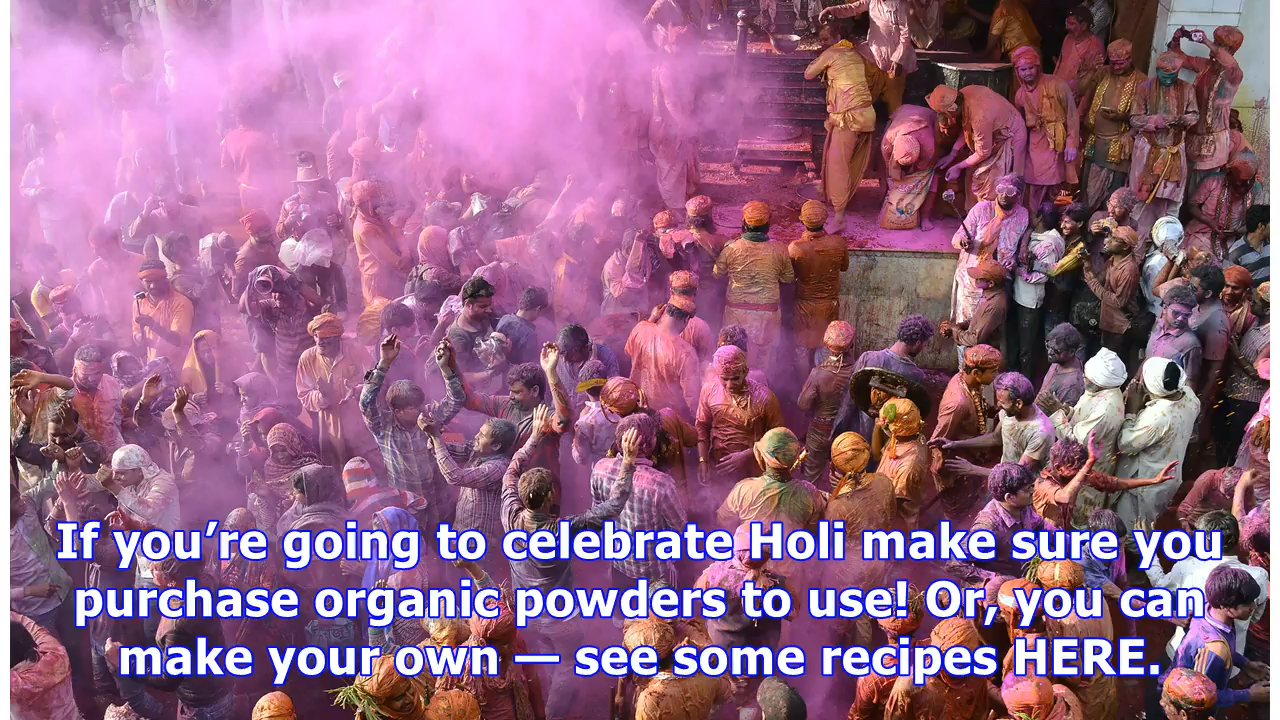 If you’re going to celebrate Holi make sure you
purchase organic powders to use! Or, you can
make your own — see some recipes HERE.